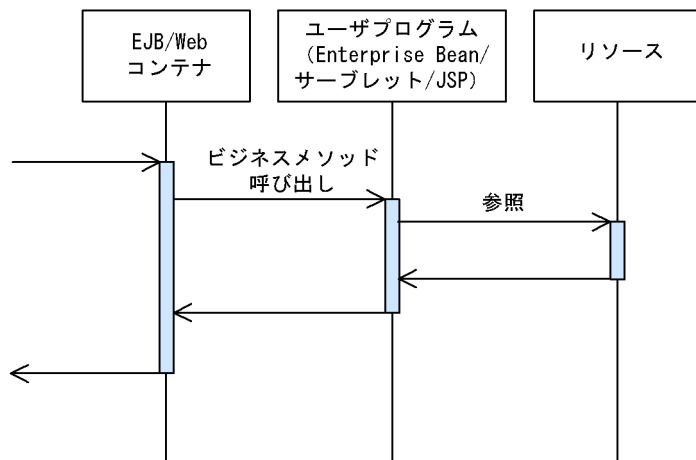 EJB/Web
コンテナ
ユーザプログラム
（Enterprise Bean/
サーブレット/JSP）
リソース
ビジネスメソッド
呼び出し
参照